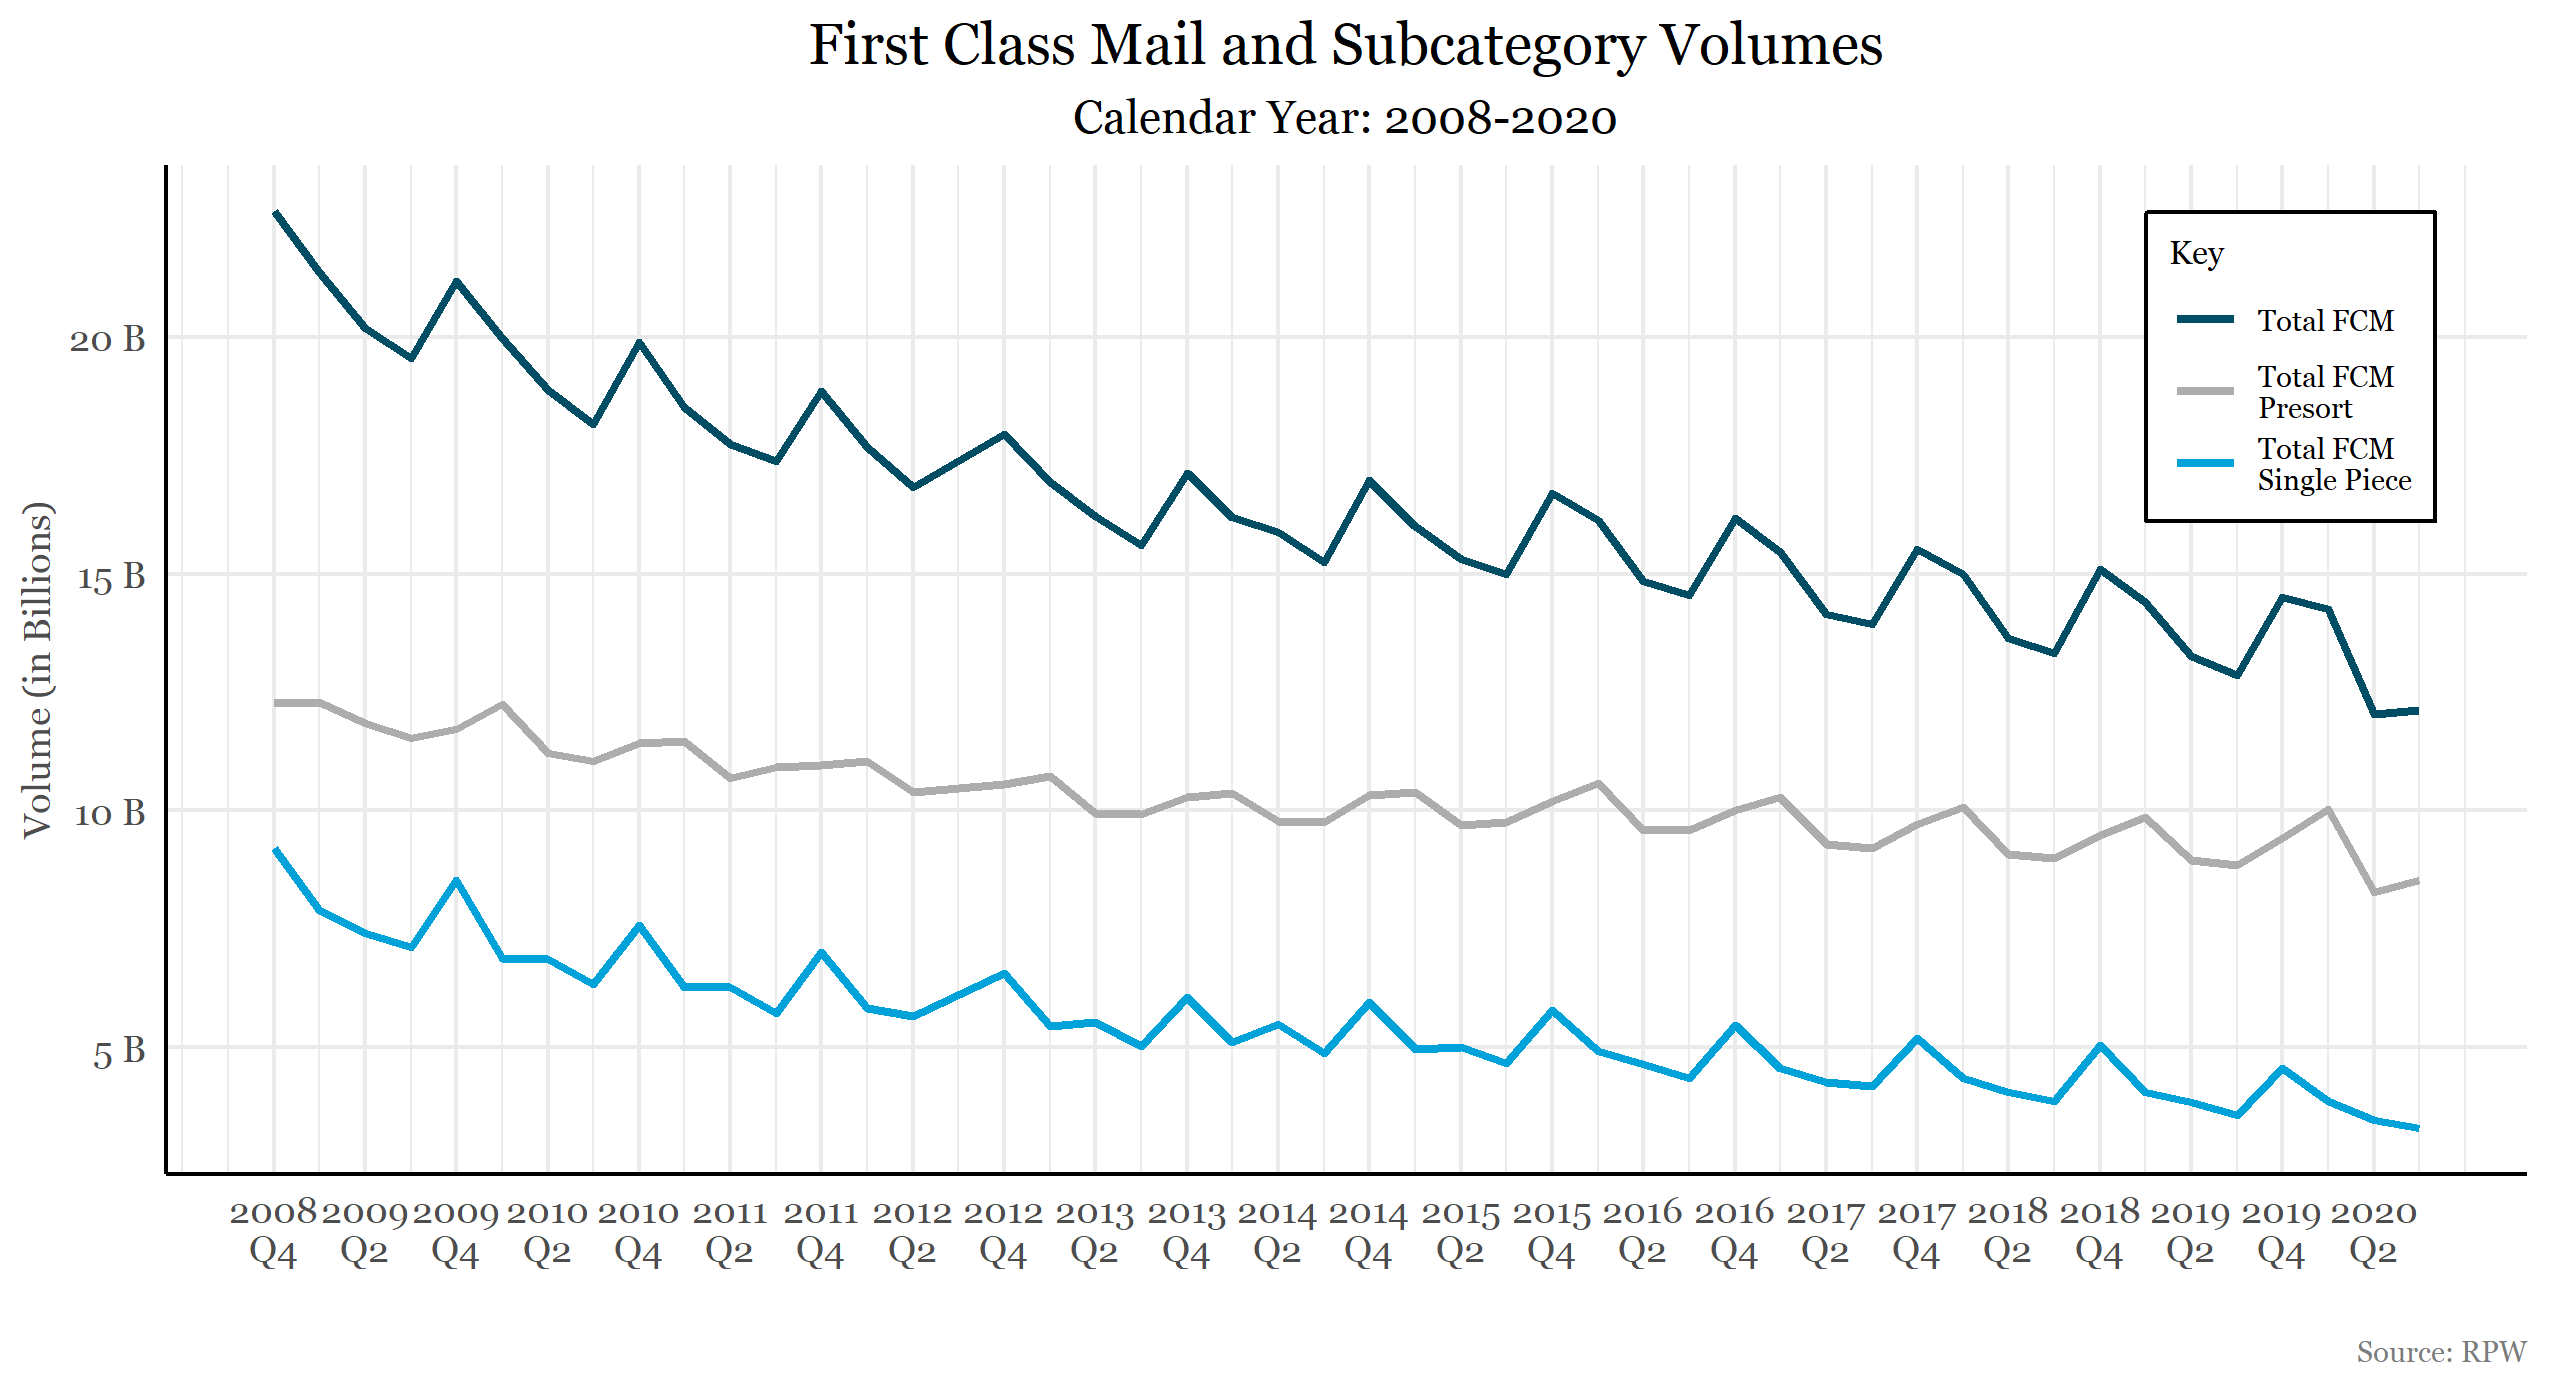 First Class Mail and Subcategory Volumes
Calendar Year: 2008-2020
Key
Total FCM
Total FCM
Presort
Total FCM
Single Piece
Volume (in Billions)
20 B
15 B
10 B
5 B
2008 2009 2009 2010 2010 2011 2011 2012 2012 2013 2013 2014 2014 2015 2015 2016 2016 2017 2017 2018 2018 2019 2019 2020
Q4 Q2 Q4 Q2 Q4 Q2 Q4 Q2 Q4 Q2 Q4 Q2 Q4 Q2 Q4 Q2 Q4 Q2 Q4 Q2 Q4 Q2 Q4 Q2
Source: RPW